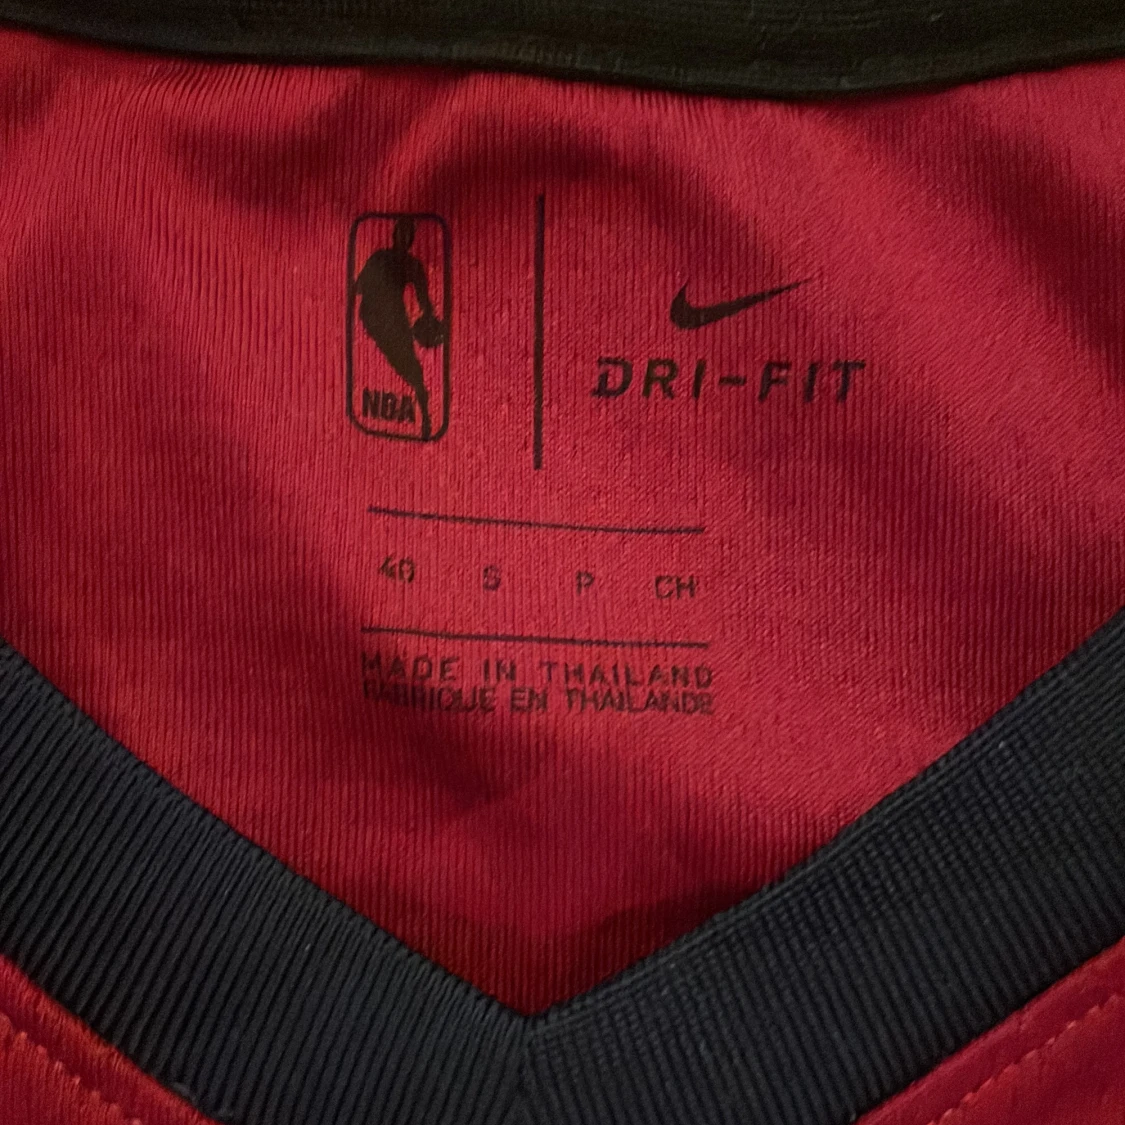 NBA
DRI-FIT
40 S P CH
MADE IN THAILAND
FABRIQUE EN THAILANDE